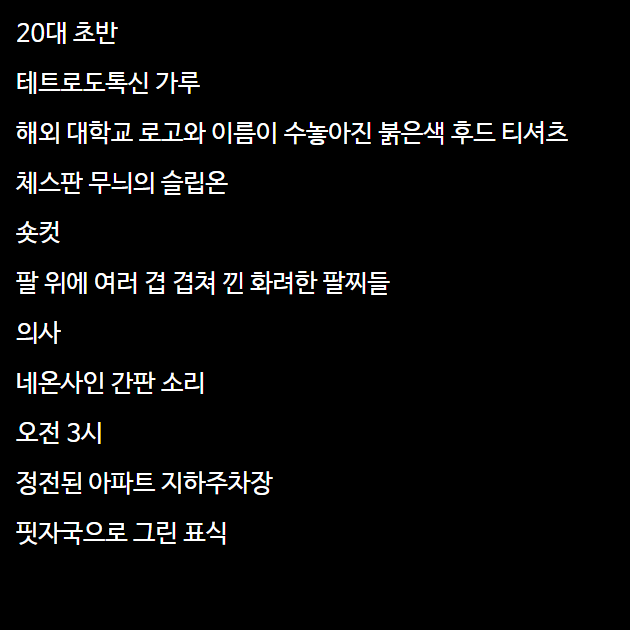 20대 초반
테트로도톡신 가루
해외 대학교 로고와 이름이 수놓아진 붉은색 후드 티셔츠
체스판 무늬의 슬립온
숏컷
팔 위에 여러 겹 겹쳐 낀 화려한 팔찌들
의사
네온사인 간판 소리
오전 3시
정전된 아파트 지하주차장
핏자국으로 그린 표식